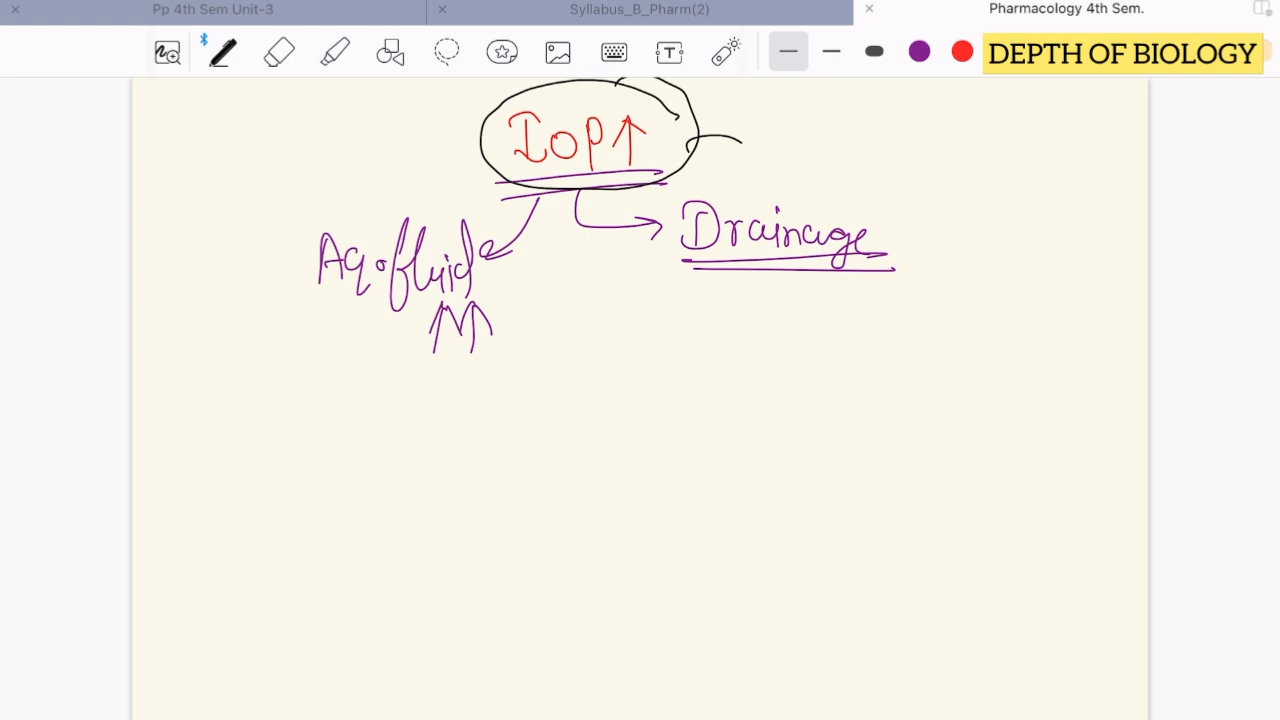 Pp 4th Sem Unit-3
Syllabus_B_Pharm(2)
Pharmacology 4th Sem.
T
DEPTH OF BIOLOGY
IOP↑
Drainage
Aq. fluid
↑↑